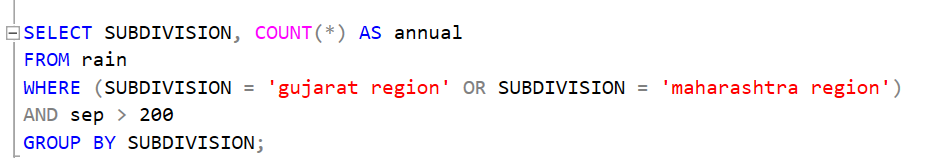 SELECT SUBDIVISION, COUNT(*) AS annual
FROM rain
WHERE (SUBDIVISION = 'gujarat region' OR SUBDIVISION = 'maharashtra region')
AND sep > 200
GROUP BY SUBDIVISION;